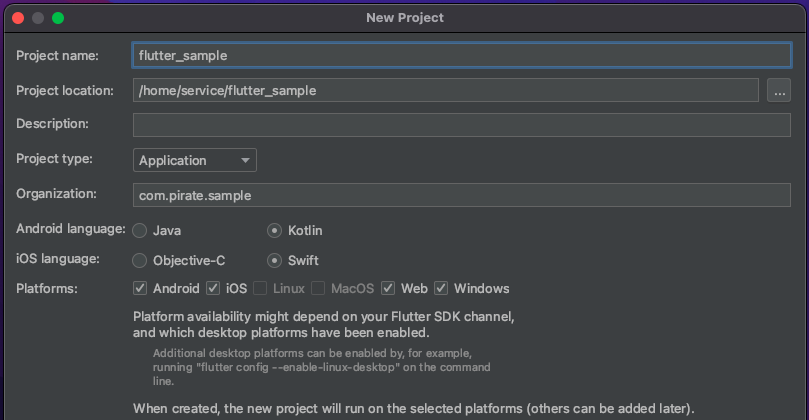 New Project
Project name: flutter_sample
Project location: /home/service/flutter_sample ...
Description:
Project type: Application
Organization: com.pirate.sample
Android language: Java Kotlin
iOS language: Objective-C Swift
Platforms: Android iOS Linux MacOS Web Windows
Platform availability might depend on your Flutter SDK channel,
and which desktop platforms have been enabled.
Additional desktop platforms can be enabled by, for example,
running "flutter config --enable-linux-desktop" on the command
line.
When created, the new project will run on the selected platforms (others can be added later).